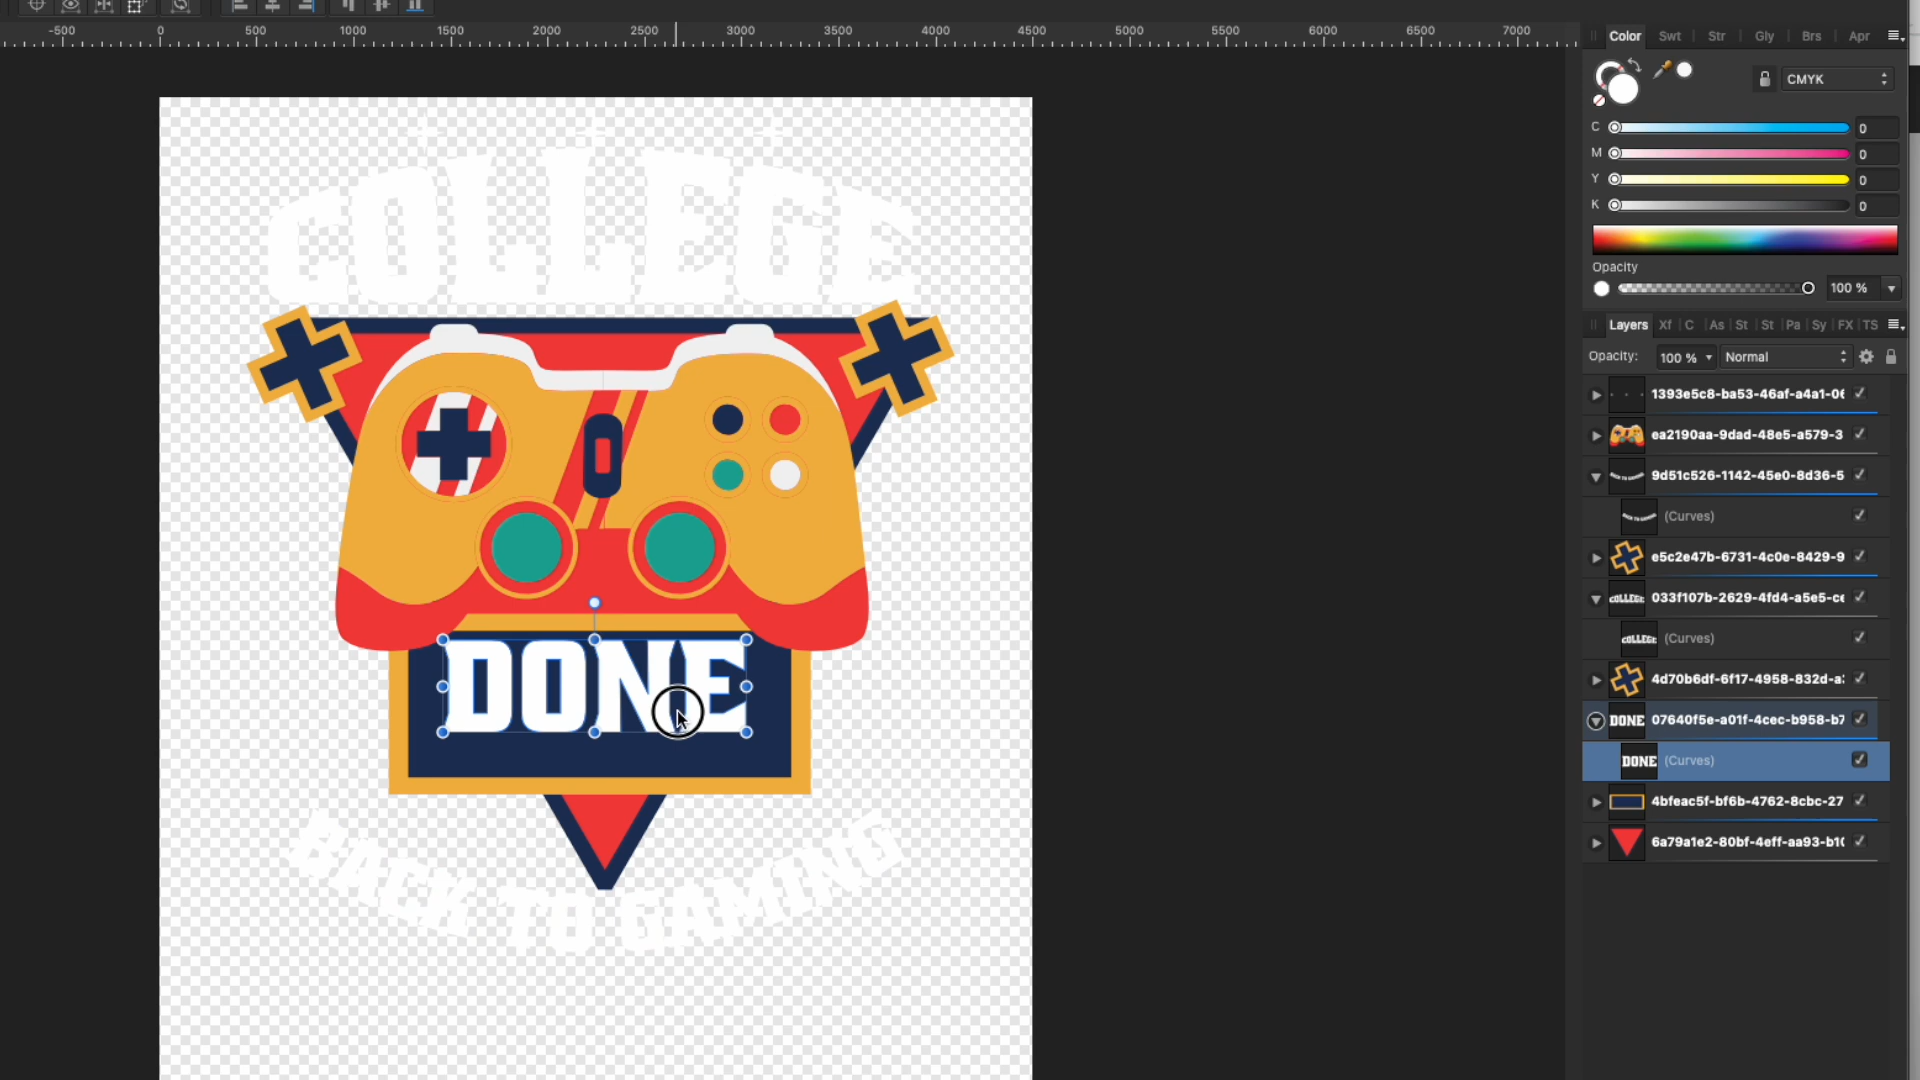 -500 0 500 1000 1500 2000 2500 3000 3500 4000 4500 5000 5500 6000 6500 7000
Color Swt Str Gly Brs Apr
CMYK
C 0
M 0
Y 0
K 0
Opacity
100 %
Layers Xf C As St St Pa Sy FX TS
Opacity: 100 % Normal
1393e5c8-ba53-46af-a4a1-06
ea2190aa-9dad-48e5-a579-3
9d51c526-1142-45e0-8d36-5
(Curves)
e5c2e47b-6731-4c0e-8429-9
033f107b-2629-4fd4-a5e5-ce
(Curves)
4d70b6df-6f17-4958-832d-a
07640f5e-a01f-4cec-b958-b7
(Curves)
4bfeac5f-bf6b-4762-8cbc-27
6a79a1e2-80bf-4eff-aa93-b10
COLLEGE
DONE
BACK TO GAMING